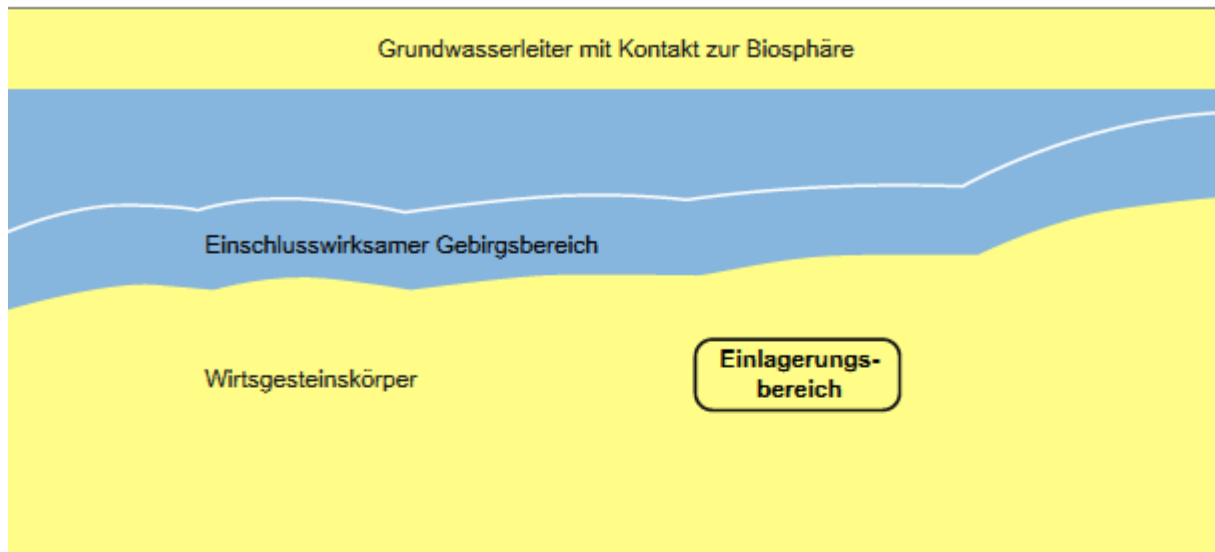 Grundwasserleiter mit Kontakt zur Biosphäre
Einschlusswirksamer Gebirgsbereich
Wirtsgesteinskörper
Einlagerungs-
bereich